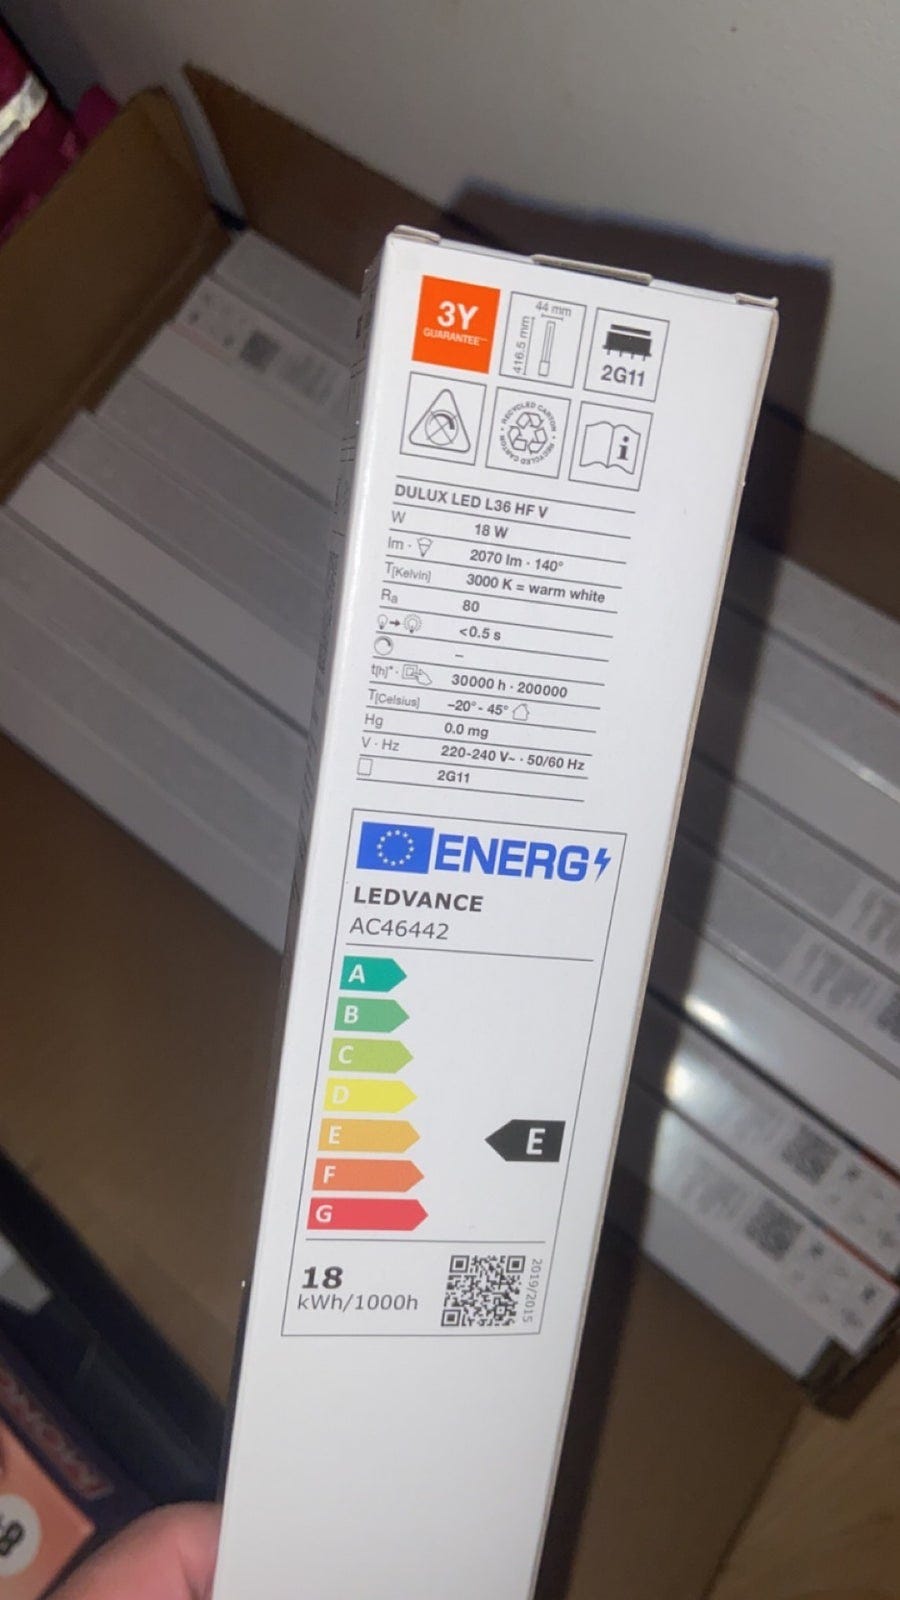 3Y
GUARANTEE
44 mm
416.5 mm
2G11
RECYCLED CARTON • RECYCLED CARTON •
i
DULUX LED L36 HF V
W 18 W
lm · 2070 lm · 140°
T[Kelvin] 3000 K = warm white
Ra 80
<0.5 s
–
t[h]* · 30000 h · 200000
T[Celsius] –20° - 45°
Hg 0.0 mg
V · Hz 220-240 V~ · 50/60 Hz
2G11
ENERG
LEDVANCE
AC46442
A
B
C
D
E
E
F
G
18
kWh/1000h
2019/2015